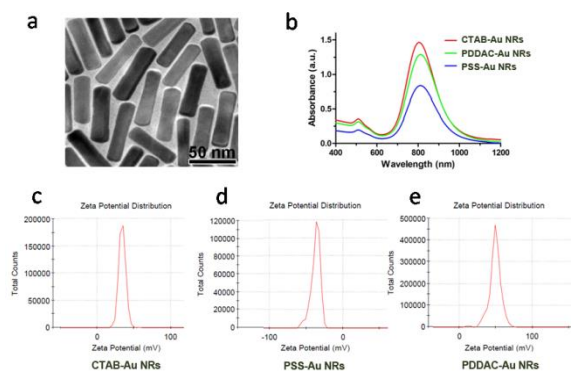 a
50 nm
b
CTAB-Au NRs
PDDAC-Au NRs
PSS-Au NRs
Absorbance (a.u.)
1.5
1.0
0.5
0.0
400 600 800 1000 1200
Wavelength (nm)
c
Zeta Potential Distribution
Total Counts
200000
150000
100000
50000
0
0 100
Zeta Potential (mV)
CTAB-Au NRs
d
Zeta Potential Distribution
Total Counts
120000
100000
80000
60000
40000
20000
0
-100 0
Zeta Potential (mV)
PSS-Au NRs
e
Zeta Potential Distribution
Total Counts
500000
400000
300000
200000
100000
0
0 100
Zeta Potential (mV)
PDDAC-Au NRs